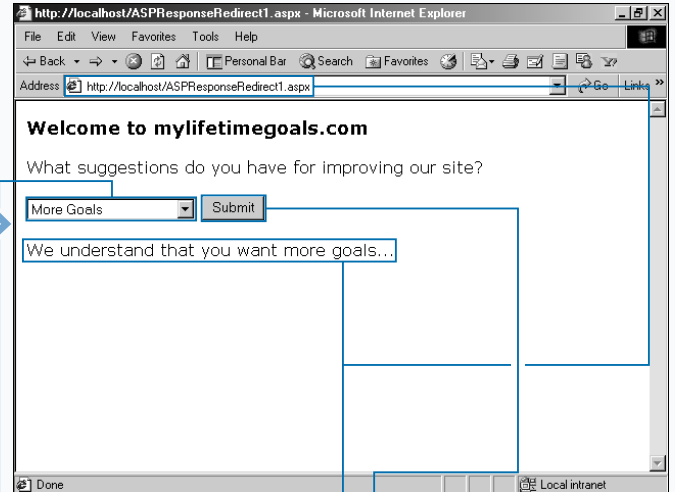 http://localhost/ASPResponseRedirect1.aspx - Microsoft Internet Explorer
File Edit View Favorites Tools Help
Back Personal Bar Search Favorites
Address http://localhost/ASPResponseRedirect1.aspx Go Links »
Welcome to mylifetimegoals.com
What suggestions do you have for improving our site?
More Goals Submit
We understand that you want more goals...
Done Local intranet